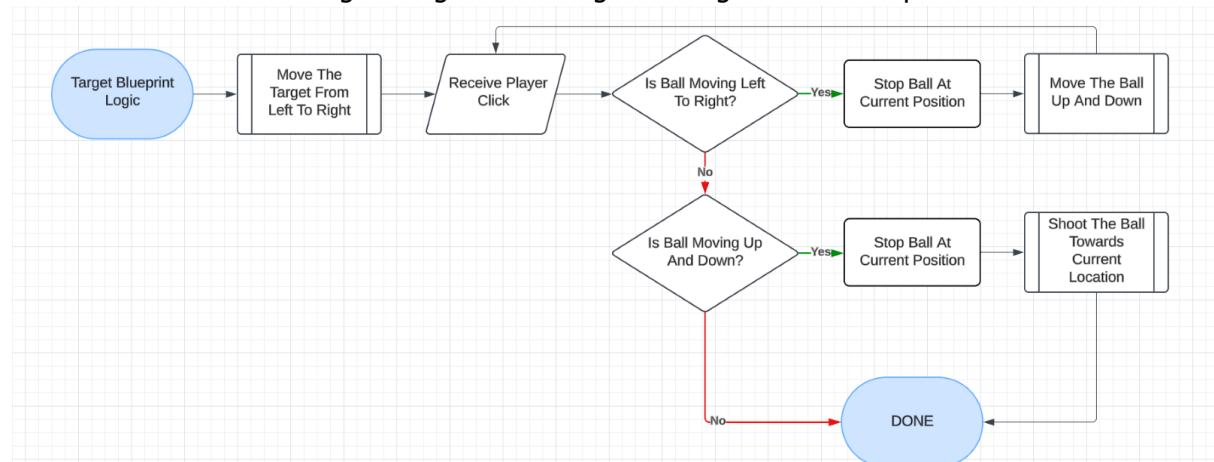 Target Blueprint
Logic
Move The
Target From
Left To Right
Receive Player
Click
Is Ball Moving Left
To Right?
Yes
Stop Ball At
Current Position
Move The Ball
Up And Down
No
Is Ball Moving Up
And Down?
Yes
Stop Ball At
Current Position
Shoot The Ball
Towards
Current
Location
No
DONE